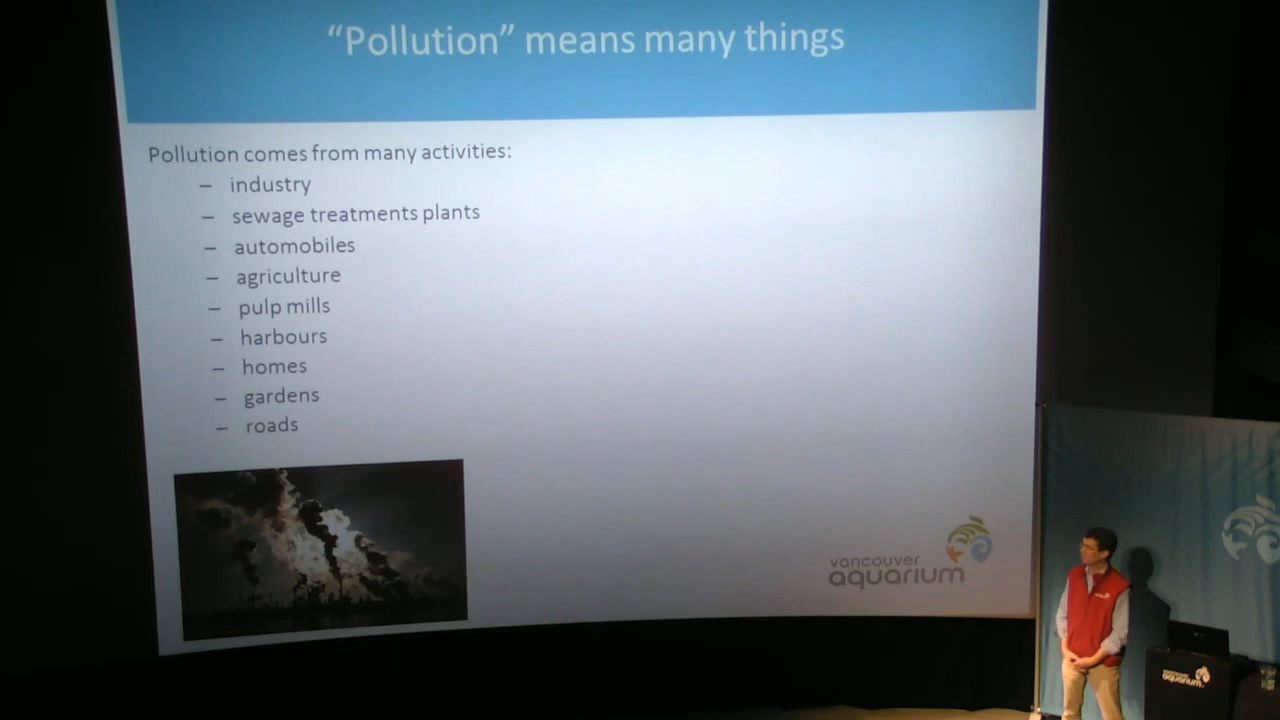 “Pollution” means many things
Pollution comes from many activities:
– industry
– sewage treatments plants
– automobiles
– agriculture
– pulp mills
– harbours
– homes
– gardens
– roads
vancouver
aquarium
aquarium